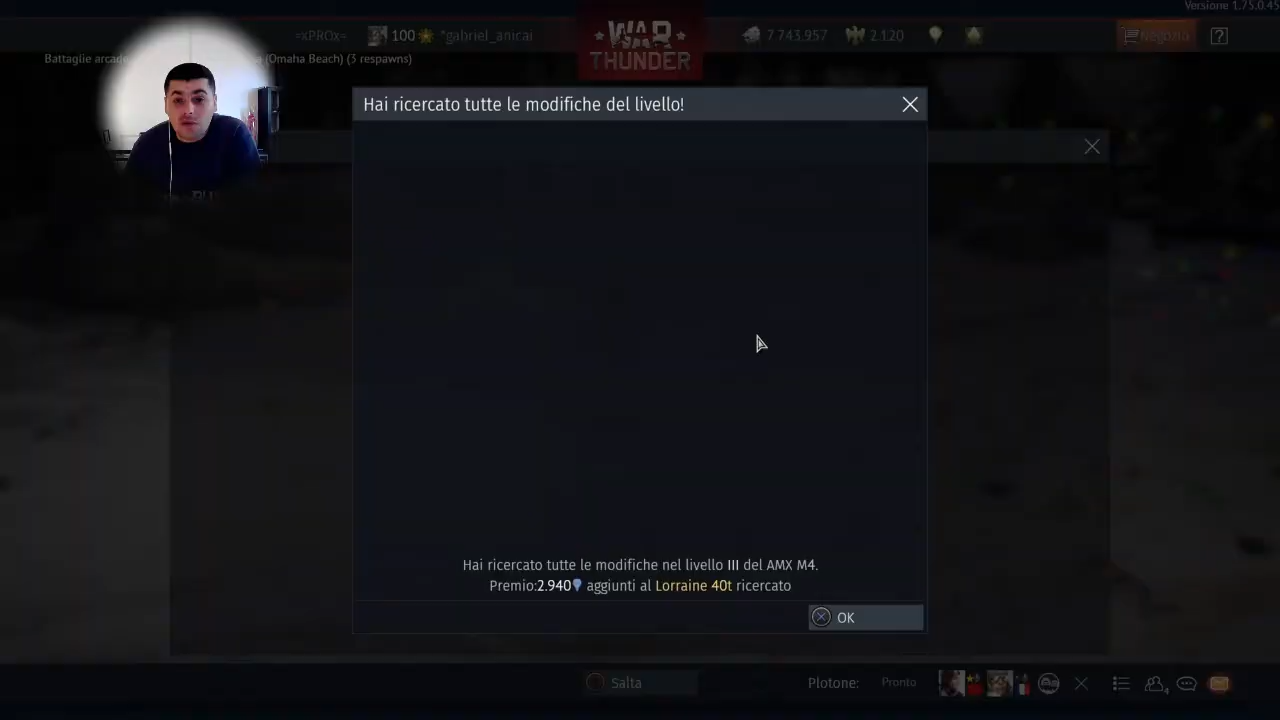 Versione 1.75.0.45
=xPROx= 100 *gabriel_anicai
WAR THUNDER
7 743.957 2.120
Negozio
Battaglie arcade (Omaha Beach) (3 respawns)
Hai ricercato tutte le modifiche del livello!
Hai ricercato tutte le modifiche nel livello III del AMX M4.
Premio:2.940 aggiunti al Lorraine 40t ricercato
OK
Salta
Plotone: Pronto
4